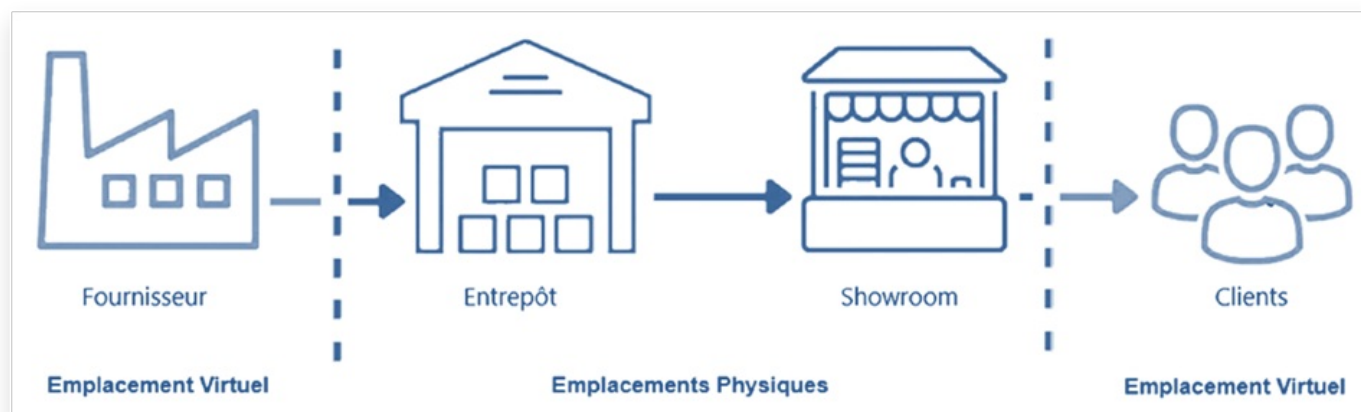 Fournisseur
Entrepôt
Showroom
Clients
Emplacement Virtuel
Emplacements Physiques
Emplacement Virtuel